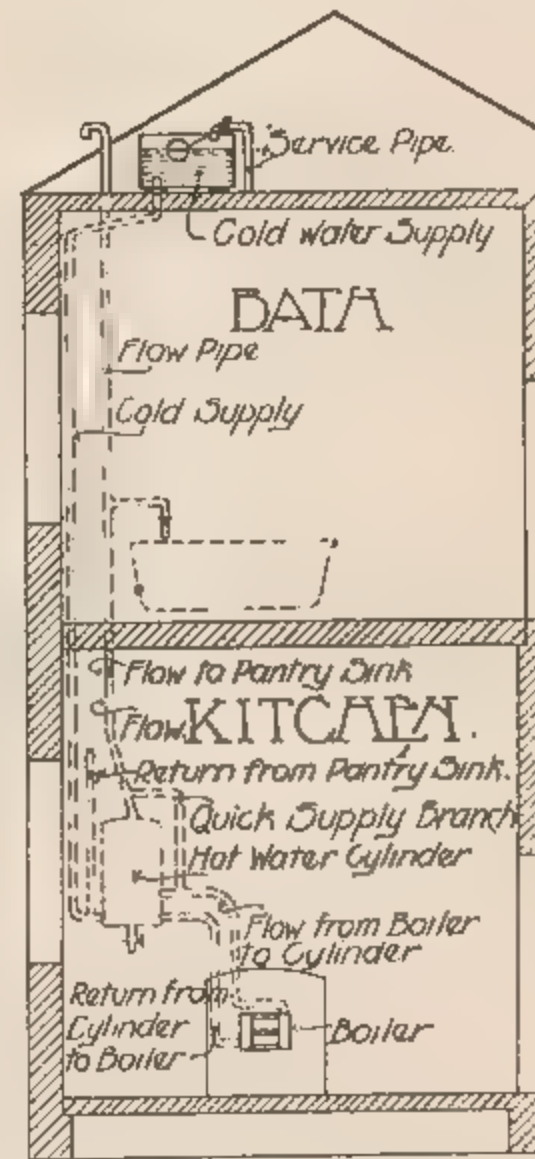 Service Pipe.
Cold Water Supply
BATH
Flow Pipe
Cold Supply
Flow to Pantry Sink
Flow.
KITCHEN.
Return from Pantry Sink.
Quick Supply Branch
Hot Water Cylinder
Flow from Boiler
to Cylinder
Return from
Cylinder
to Boiler
Boiler